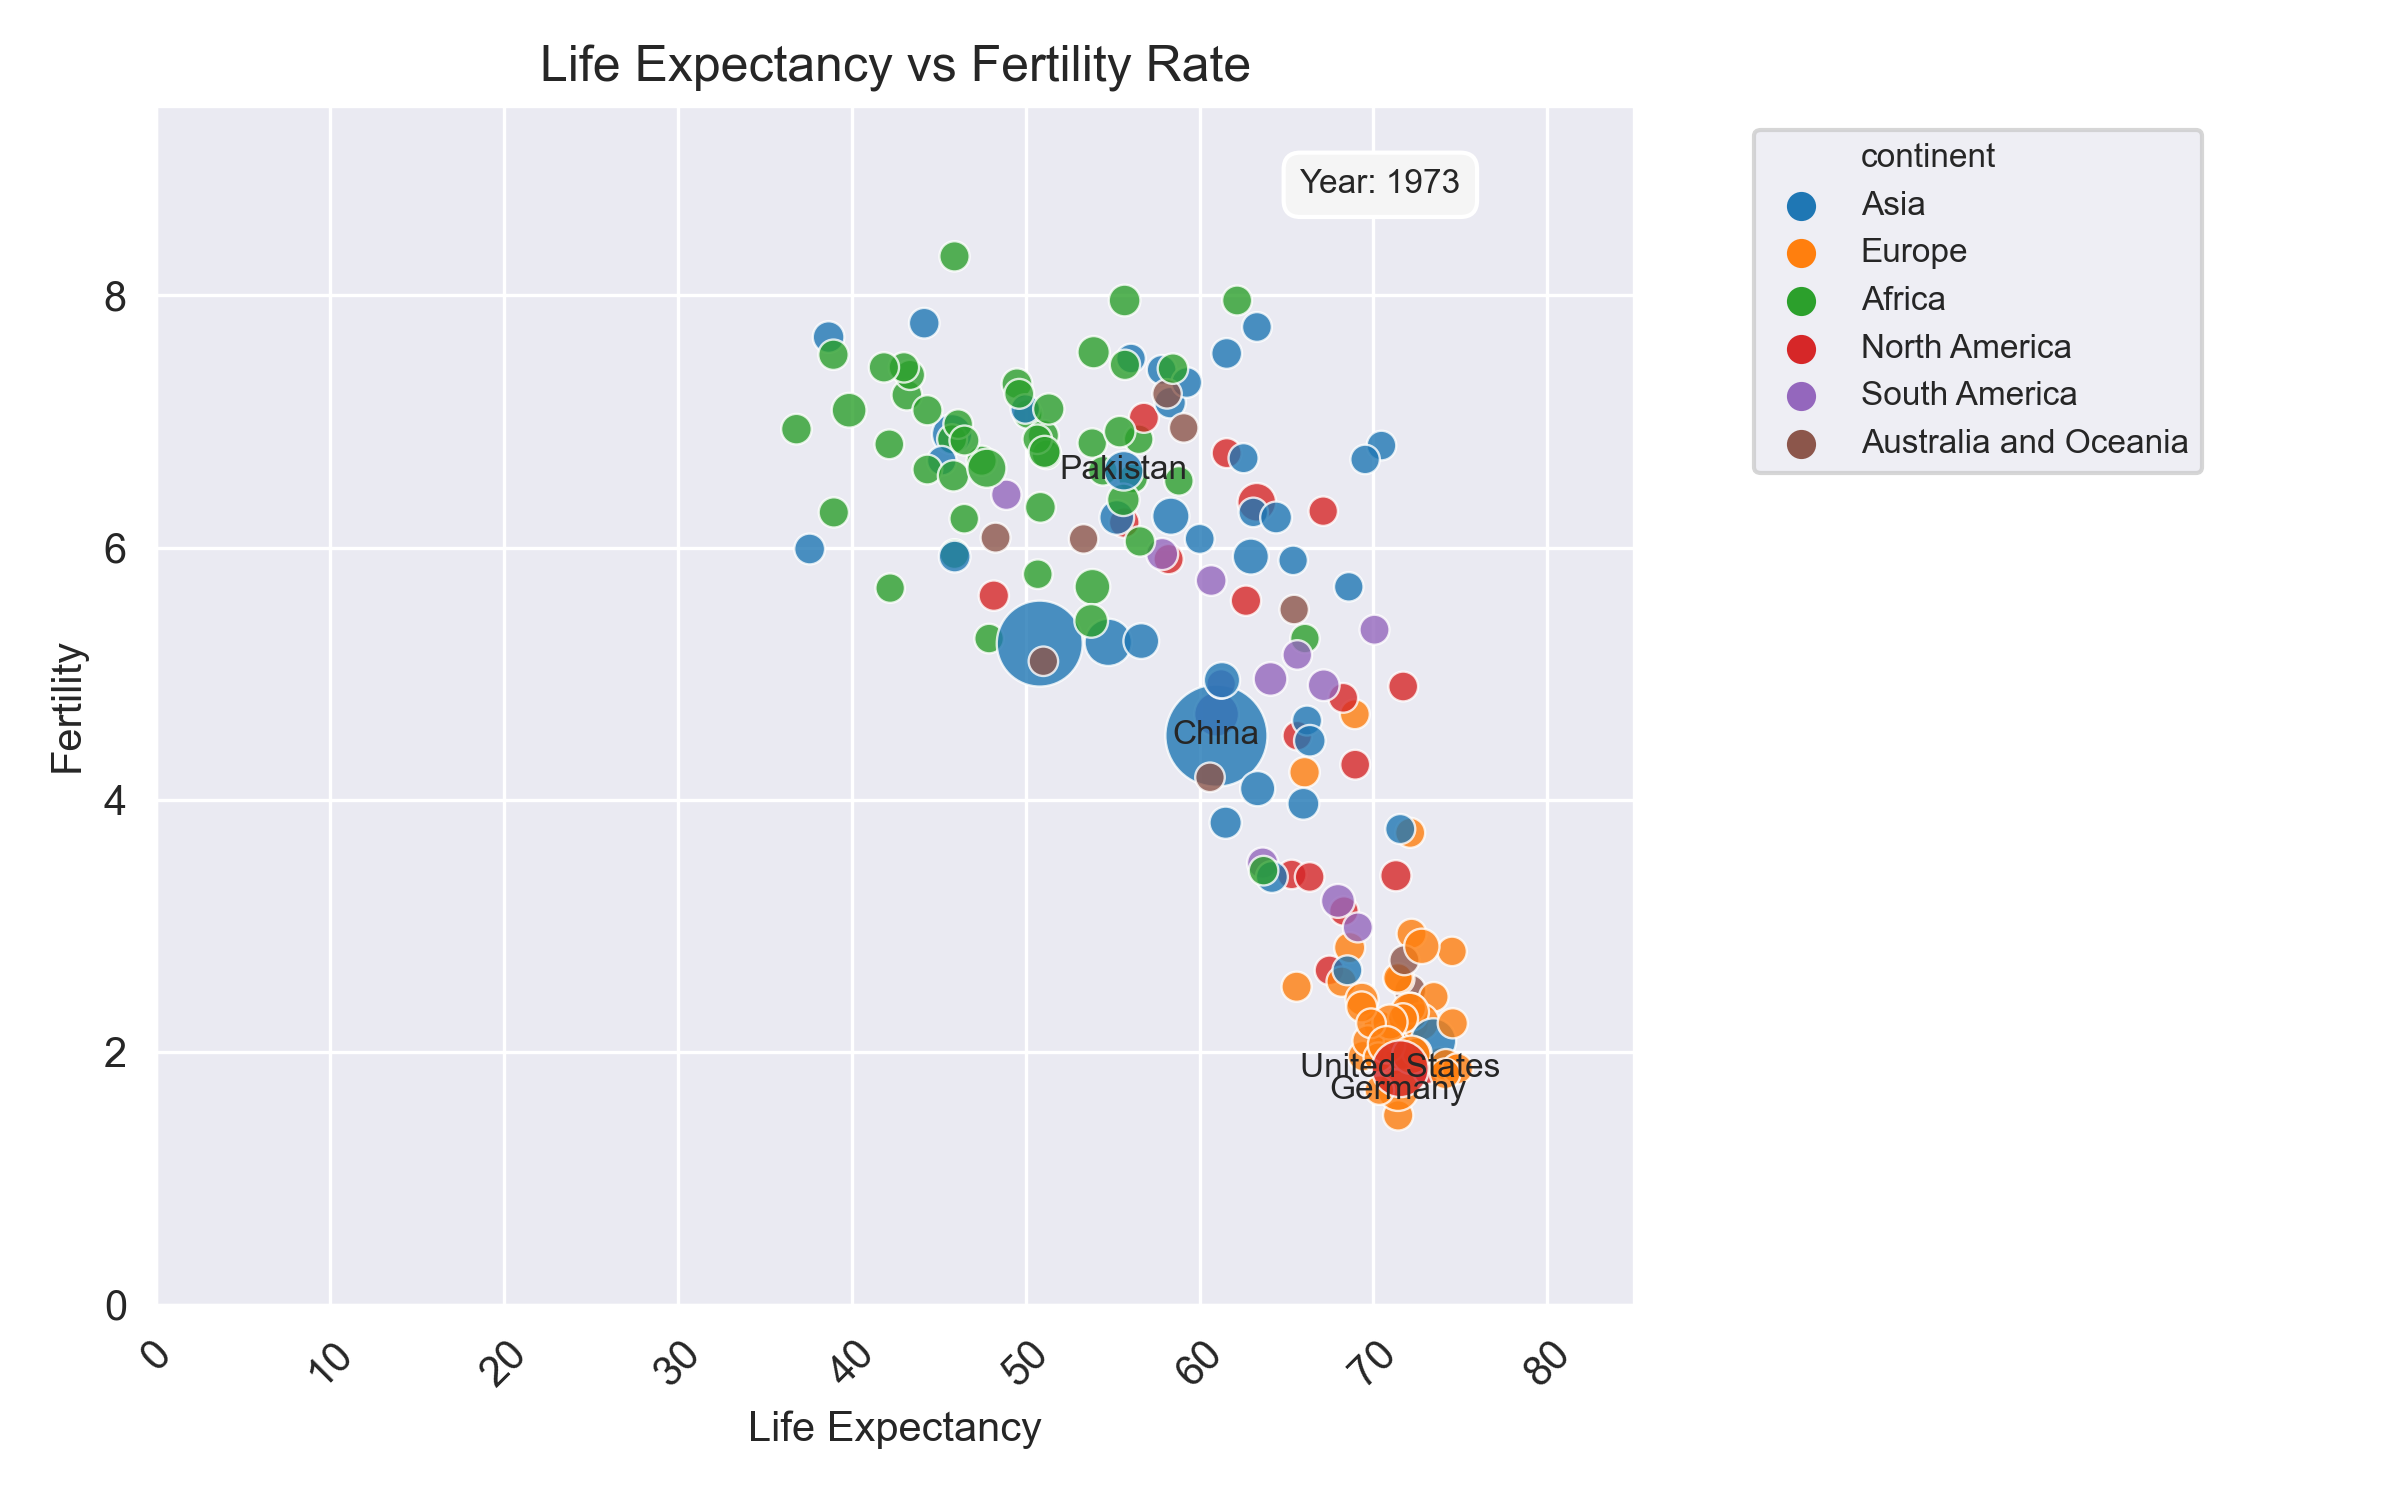 Life Expectancy vs Fertility Rate
Year: 1973
continent
Asia
Europe
Africa
North America
South America
Australia and Oceania
Pakistan
China
United States
Germany
Fertility
8
6
4
2
0
0 10 20 30 40 50 60 70 80
Life Expectancy